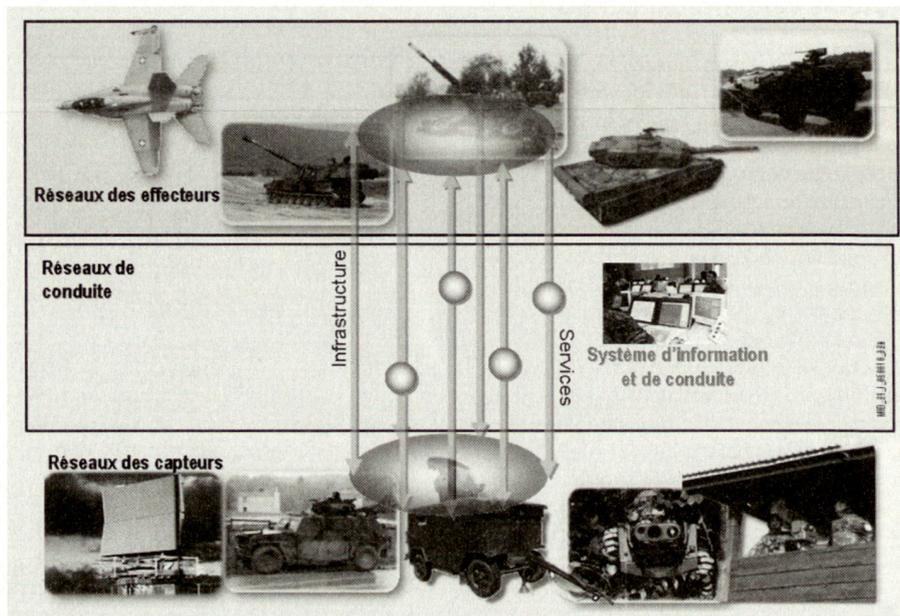 Réseaux des effecteurs
Réseaux de
conduite
Infrastructure
Services
Système d'information
et de conduite
Réseaux des capteurs